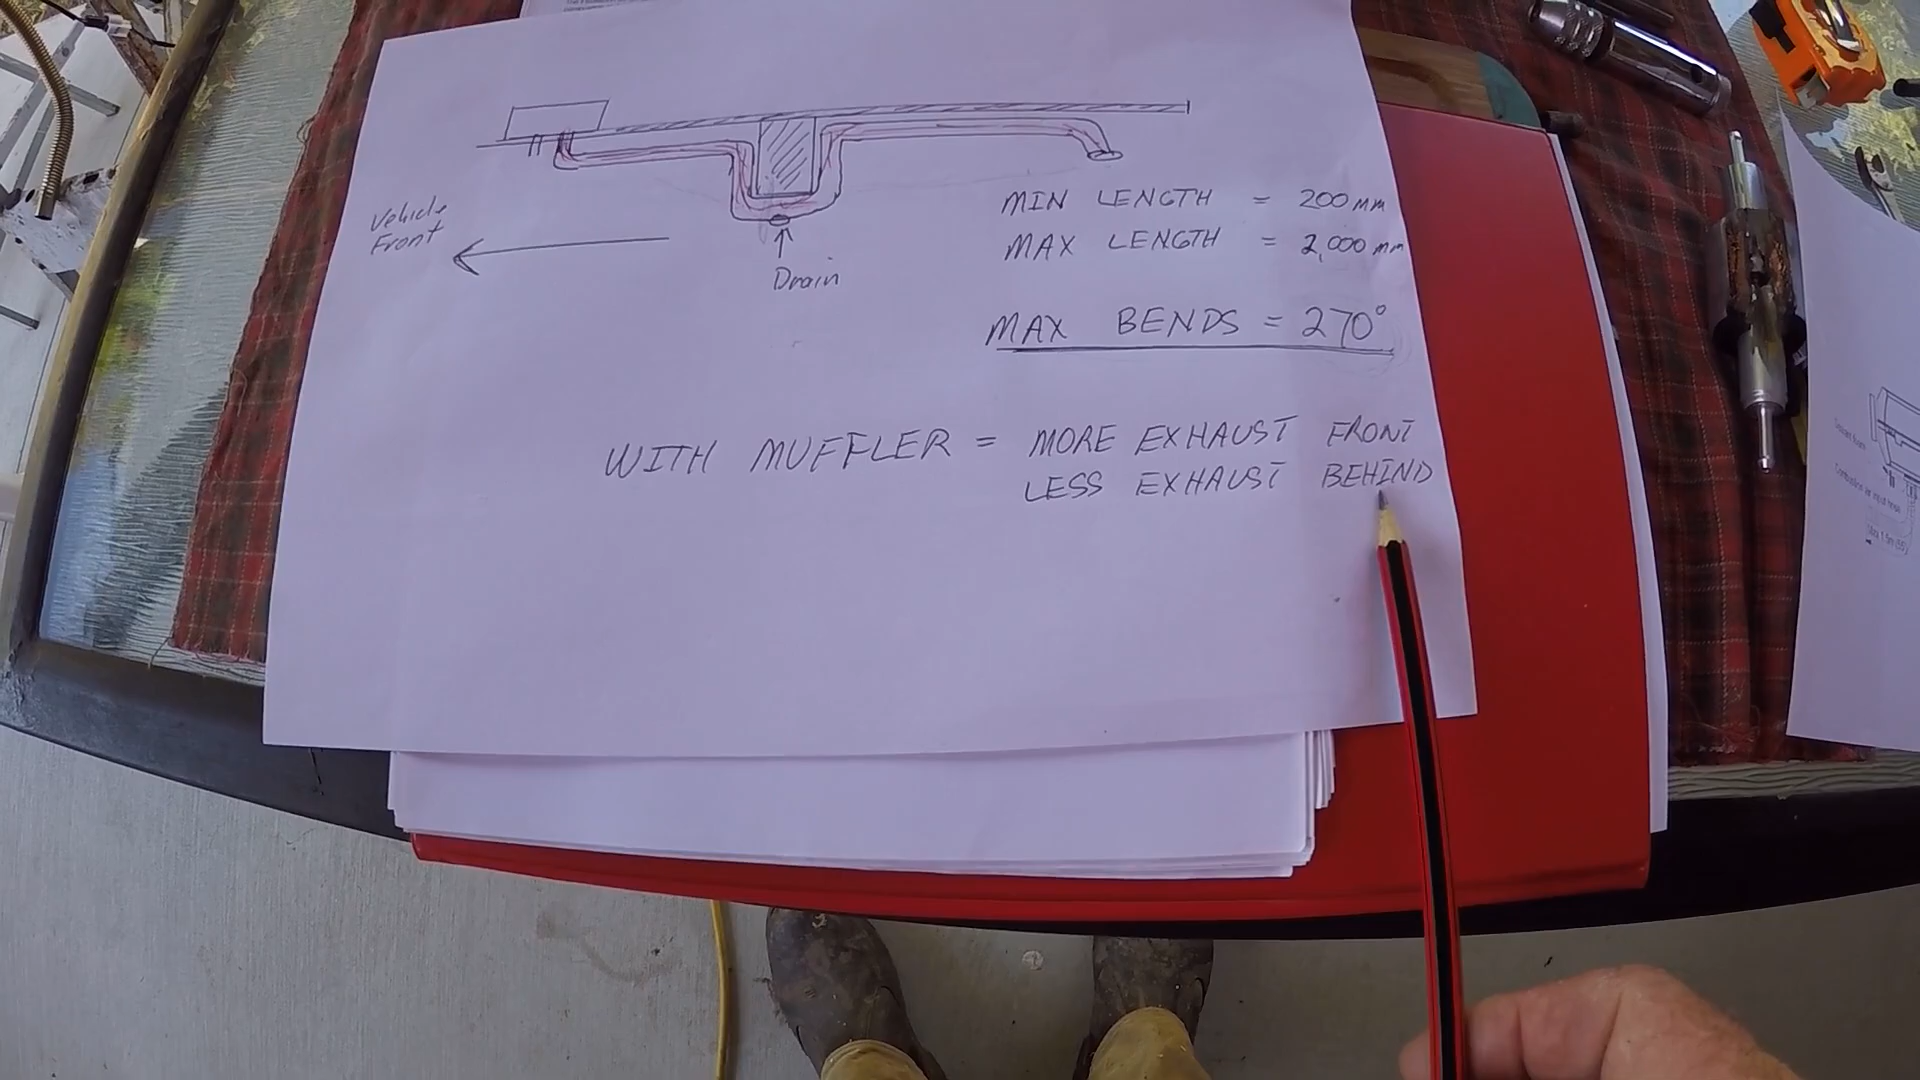 Vehicle
Front
Drain
MIN LENGTH = 200 mm
MAX LENGTH = 2,000 mm
MAX BENDS = 270°
WITH MUFFLER = MORE EXHAUST FRONT
LESS EXHAUST BEHIND